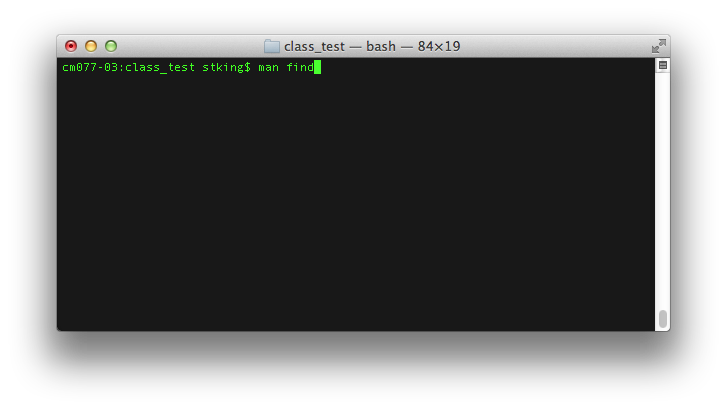 class_test — bash — 84×19
cm077-03:class_test stking$ man find